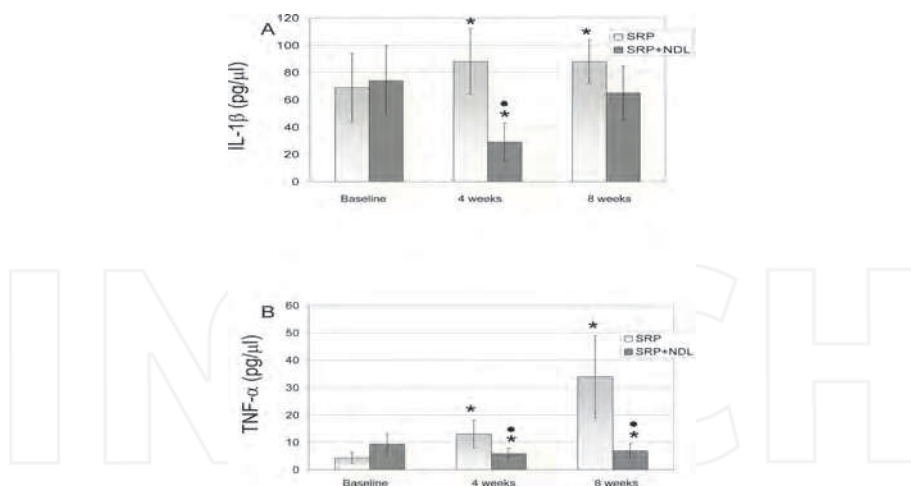 A
IL-1β (pg/μl)
120
100
80
60
40
20
0
* *
SRP
SRP+NDL
•
*
Baseline 4 weeks 8 weeks
B
TNF-α (pg/μl)
60
50
40
30
20
10
0
*
*
SRP
SRP+NDL
• •
* *
Baseline 4 weeks 8 weeks